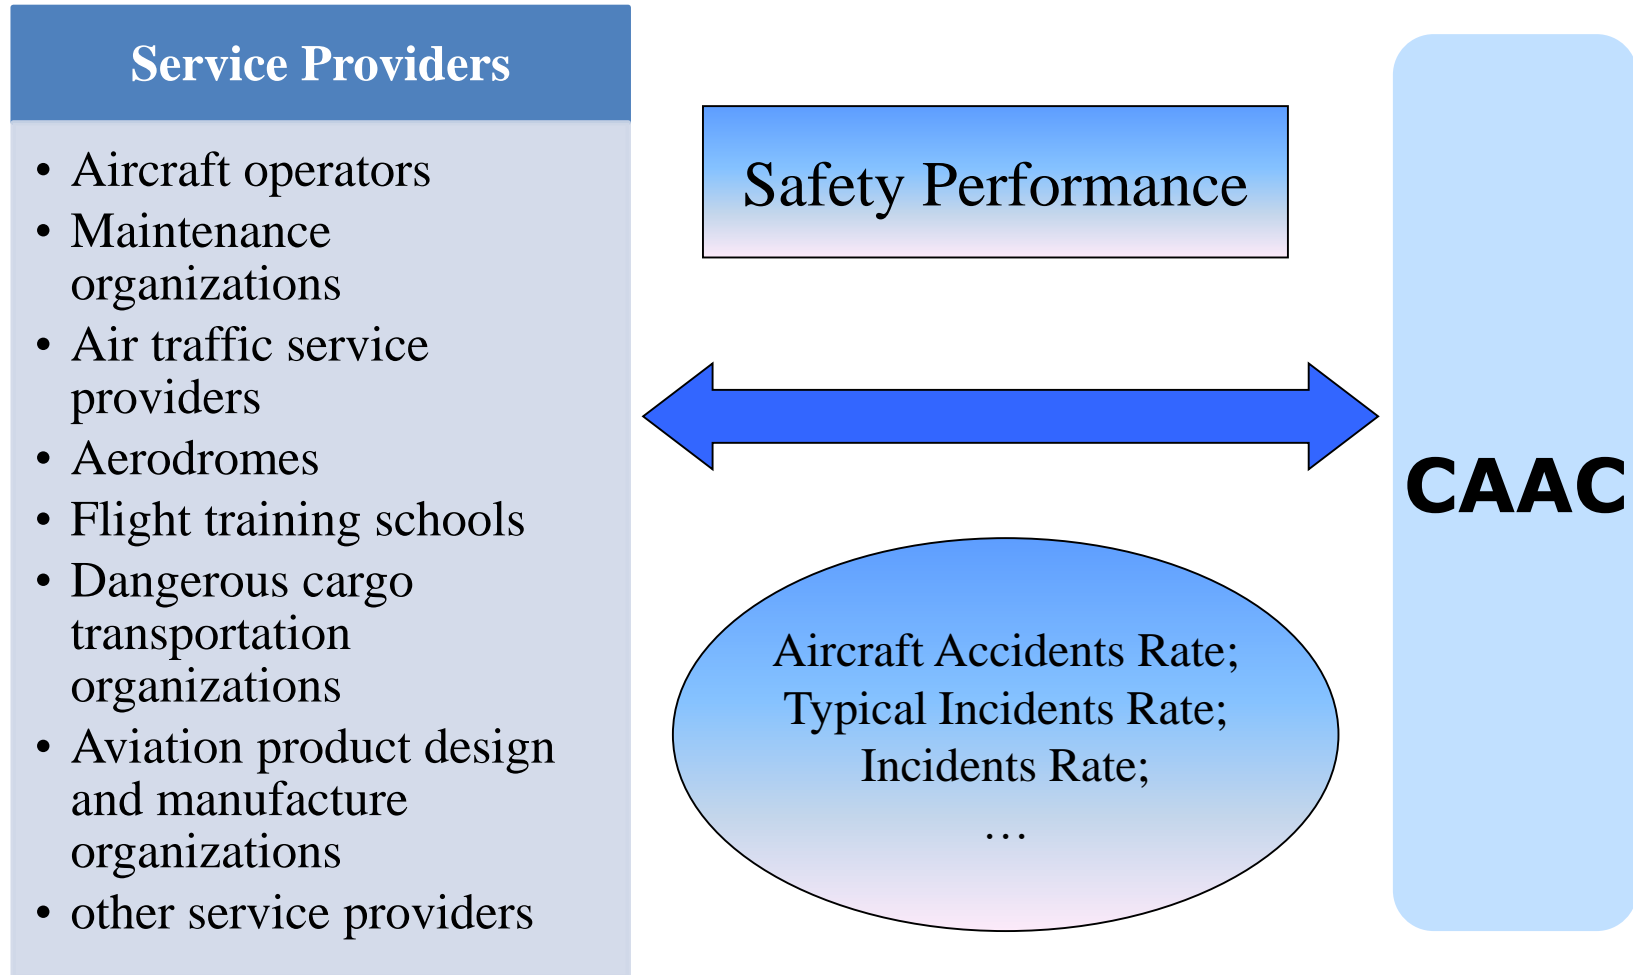 Service Providers
• Aircraft operators
• Maintenance
organizations
• Air traffic service
providers
• Aerodromes
• Flight training schools
• Dangerous cargo
transportation
organizations
• Aviation product design
and manufacture
organizations
• other service providers
Safety Performance
Aircraft Accidents Rate;
Typical Incidents Rate;
Incidents Rate;
…
CAAC